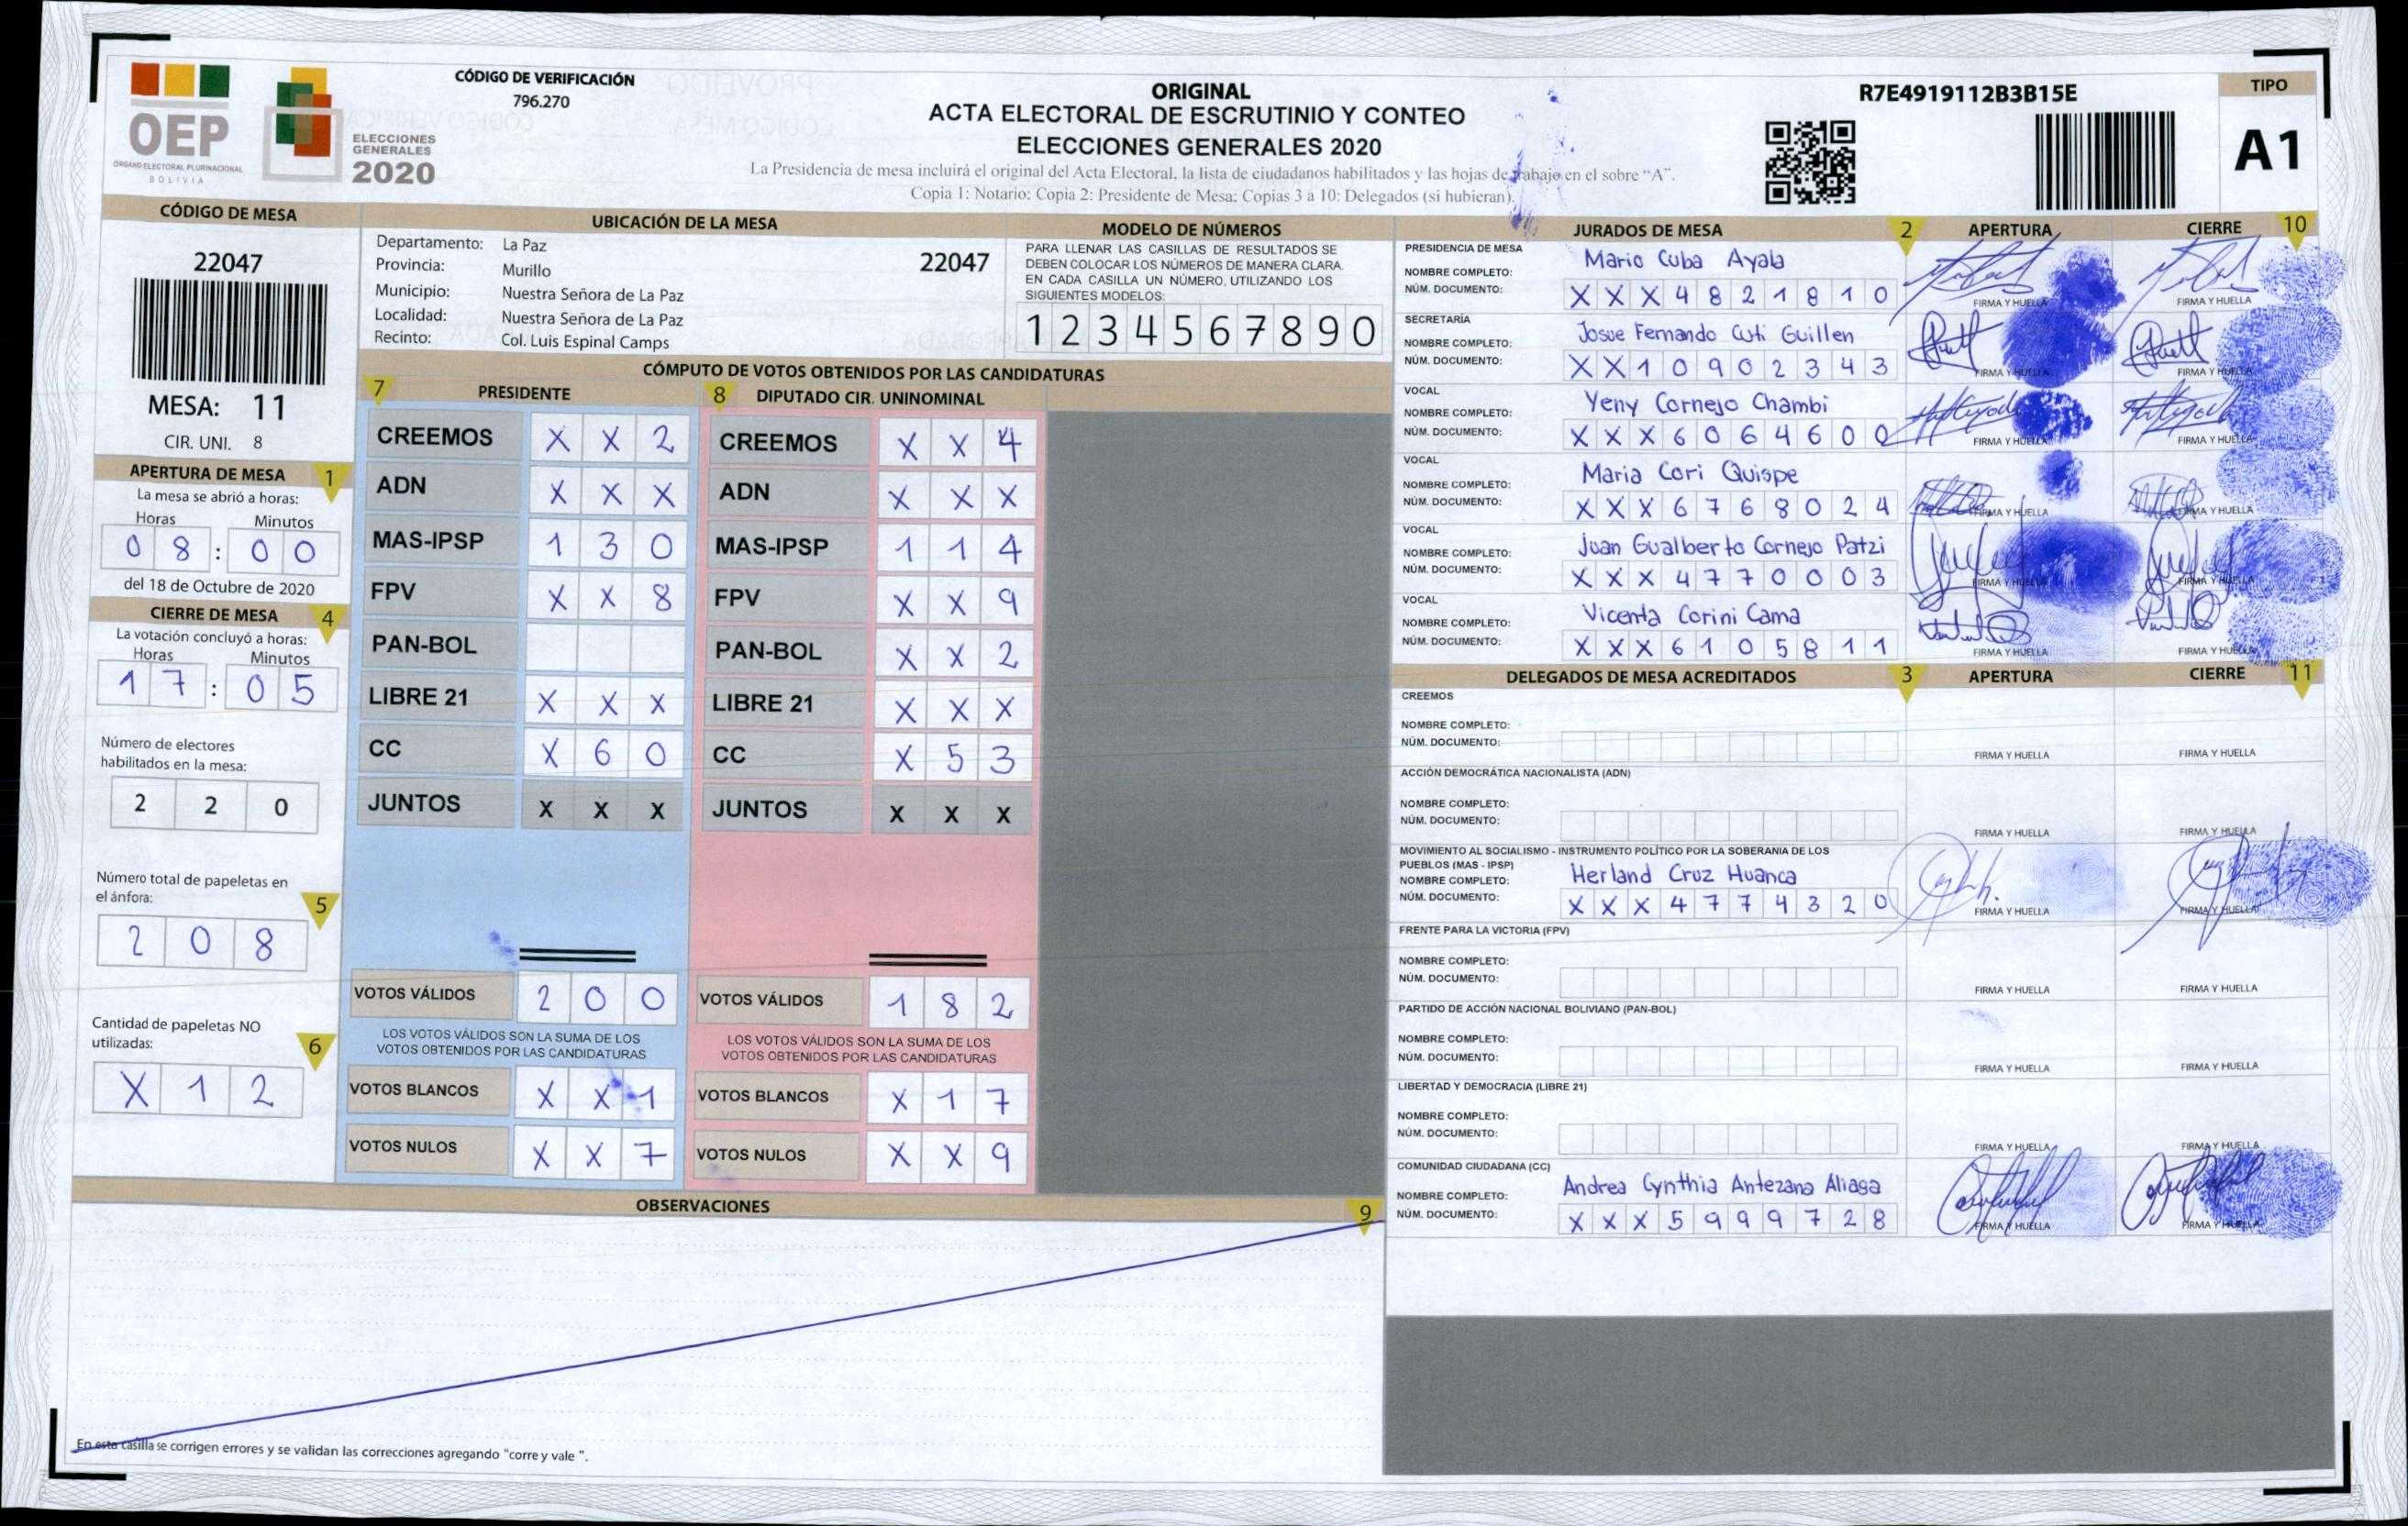 CÓDIGO DE VERIFICACIÓN
796.270
OEP
ÓRGANO ELECTORAL PLURINACIONAL
BOLIVIA
ELECCIONES
GENERALES
2020
ORIGINAL
ACTA ELECTORAL DE ESCRUTINIO Y CONTEO
ELECCIONES GENERALES 2020
La Presidencia de mesa incluirá el original del Acta Electoral, la lista de ciudadanos habilitados y las hojas de trabajo en el sobre “A”.
Copia 1: Notario; Copia 2: Presidente de Mesa; Copias 3 a 10: Delegados (si hubieran).
R7E4919112B3B15E
TIPO
A1
CÓDIGO DE MESA
22047
MESA: 11
CIR. UNI. 8
APERTURA DE MESA 1
La mesa se abrió a horas:
Horas Minutos
0 8 : 0 0
del 18 de Octubre de 2020
CIERRE DE MESA 4
La votación concluyó a horas:
Horas Minutos
1 7 : 0 5
Número de electores
habilitados en la mesa:
2 2 0
Número total de papeletas en
el ánfora: 5
2 0 8
Cantidad de papeletas NO
utilizadas: 6
X 1 2
UBICACIÓN DE LA MESA
Departamento: La Paz 22047
Provincia: Murillo
Municipio: Nuestra Señora de La Paz
Localidad: Nuestra Señora de La Paz
Recinto: Col. Luis Espinal Camps
MODELO DE NÚMEROS
PARA LLENAR LAS CASILLAS DE RESULTADOS SE
DEBEN COLOCAR LOS NÚMEROS DE MANERA CLARA.
EN CADA CASILLA UN NÚMERO, UTILIZANDO LOS
SIGUIENTES MODELOS:
1 2 3 4 5 6 7 8 9 0
CÓMPUTO DE VOTOS OBTENIDOS POR LAS CANDIDATURAS
7 PRESIDENTE 8 DIPUTADO CIR. UNINOMINAL
CREEMOS X X 2 CREEMOS X X 4
ADN X X X ADN X X X
MAS-IPSP 1 3 0 MAS-IPSP 1 1 4
FPV X X 8 FPV X X 9
PAN-BOL PAN-BOL X X 2
LIBRE 21 X X X LIBRE 21 X X X
CC X 6 0 CC X 5 3
JUNTOS X X X JUNTOS X X X
VOTOS VÁLIDOS 2 0 0 VOTOS VÁLIDOS 1 8 2
LOS VOTOS VÁLIDOS SON LA SUMA DE LOS LOS VOTOS VÁLIDOS SON LA SUMA DE LOS
VOTOS OBTENIDOS POR LAS CANDIDATURAS VOTOS OBTENIDOS POR LAS CANDIDATURAS
VOTOS BLANCOS X X 1 VOTOS BLANCOS X 1 7
VOTOS NULOS X X 7 VOTOS NULOS X X 9
OBSERVACIONES 9
En esta casilla se corrigen errores y se validan las correcciones agregando "corre y vale ".
JURADOS DE MESA 2 APERTURA CIERRE 10
PRESIDENCIA DE MESA
NOMBRE COMPLETO: Mario Cuba Ayala
NÚM. DOCUMENTO: X X X 4 8 2 1 8 1 0 FIRMA Y HUELLA FIRMA Y HUELLA
SECRETARÍA
NOMBRE COMPLETO: Josue Fernando Cuti Guillen
NÚM. DOCUMENTO: X X 1 0 9 0 2 3 4 3 FIRMA Y HUELLA FIRMA Y HUELLA
VOCAL
NOMBRE COMPLETO: Yeny Cornejo Chambi
NÚM. DOCUMENTO: X X X 6 0 6 4 6 0 0 FIRMA Y HUELLA FIRMA Y HUELLA
VOCAL
NOMBRE COMPLETO: Maria Cori Quispe
NÚM. DOCUMENTO: X X X 6 7 6 8 0 2 4 FIRMA Y HUELLA FIRMA Y HUELLA
VOCAL
NOMBRE COMPLETO: Juan Gualberto Cornejo Patzi
NÚM. DOCUMENTO: X X X 4 7 7 0 0 0 3 FIRMA Y HUELLA FIRMA Y HUELLA
VOCAL
NOMBRE COMPLETO: Vicenta Corini Cama
NÚM. DOCUMENTO: X X X 6 1 0 5 8 1 1 FIRMA Y HUELLA FIRMA Y HUELLA
DELEGADOS DE MESA ACREDITADOS 3 APERTURA CIERRE 11
CREEMOS
NOMBRE COMPLETO:
NÚM. DOCUMENTO: FIRMA Y HUELLA FIRMA Y HUELLA
ACCIÓN DEMOCRÁTICA NACIONALISTA (ADN)
NOMBRE COMPLETO:
NÚM. DOCUMENTO: FIRMA Y HUELLA FIRMA Y HUELLA
MOVIMIENTO AL SOCIALISMO - INSTRUMENTO POLÍTICO POR LA SOBERANIA DE LOS
PUEBLOS (MAS - IPSP)
NOMBRE COMPLETO: Herland Cruz Huanca
NÚM. DOCUMENTO: X X X 4 7 7 4 3 2 0 FIRMA Y HUELLA FIRMA Y HUELLA
FRENTE PARA LA VICTORIA (FPV)
NOMBRE COMPLETO:
NÚM. DOCUMENTO: FIRMA Y HUELLA FIRMA Y HUELLA
PARTIDO DE ACCIÓN NACIONAL BOLIVIANO (PAN-BOL)
NOMBRE COMPLETO:
NÚM. DOCUMENTO: FIRMA Y HUELLA FIRMA Y HUELLA
LIBERTAD Y DEMOCRACIA (LIBRE 21)
NOMBRE COMPLETO:
NÚM. DOCUMENTO: FIRMA Y HUELLA FIRMA Y HUELLA
COMUNIDAD CIUDADANA (CC)
NOMBRE COMPLETO: Andrea Cynthia Antezana Aliaga
NÚM. DOCUMENTO: X X X 5 9 9 9 7 2 8 FIRMA Y HUELLA FIRMA Y HUELLA